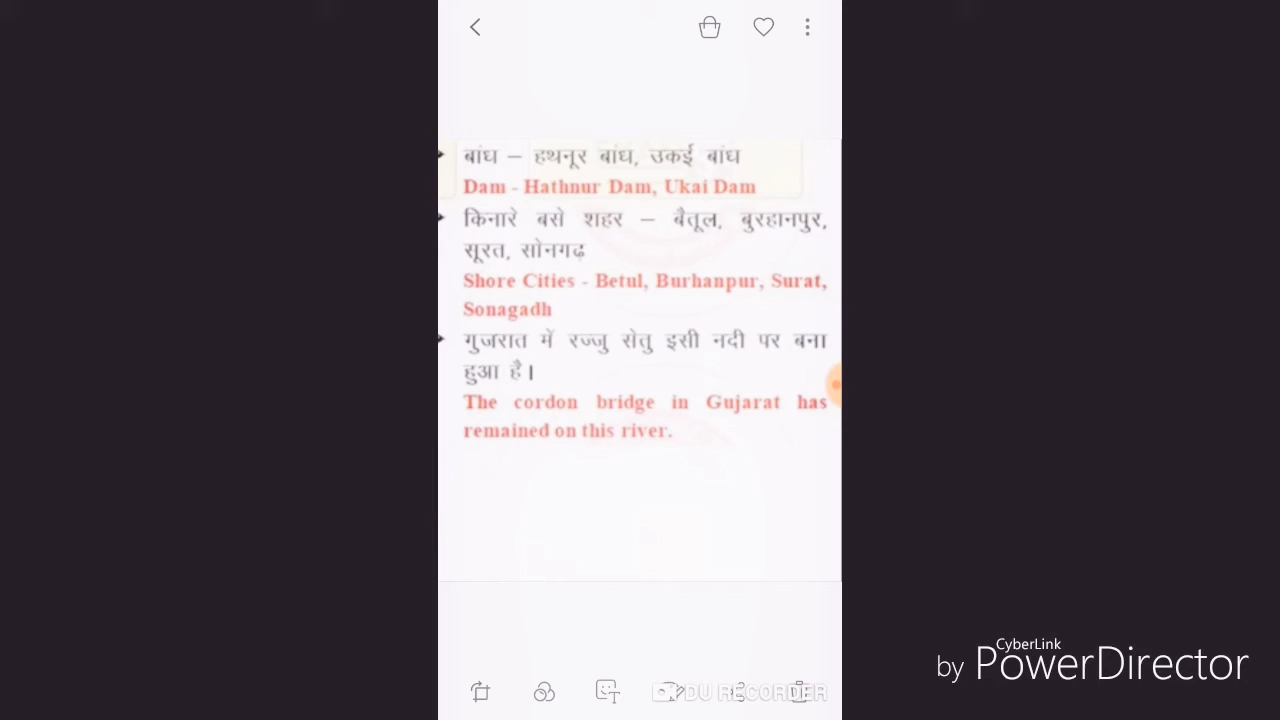 बांध – हथनूर बांध, उकई बांध
Dam - Hathnur Dam, Ukai Dam
किनारे बसे शहर – बैतूल, बुरहानपुर,
सूरत, सोनगढ़
Shore Cities - Betul, Burhanpur, Surat,
Sonagadh
गुजरात में रज्जु सेतु इसी नदी पर बना
हुआ है।
The cordon bridge in Gujarat has
remained on this river.
CyberLink
by PowerDirector
DU RECORDER